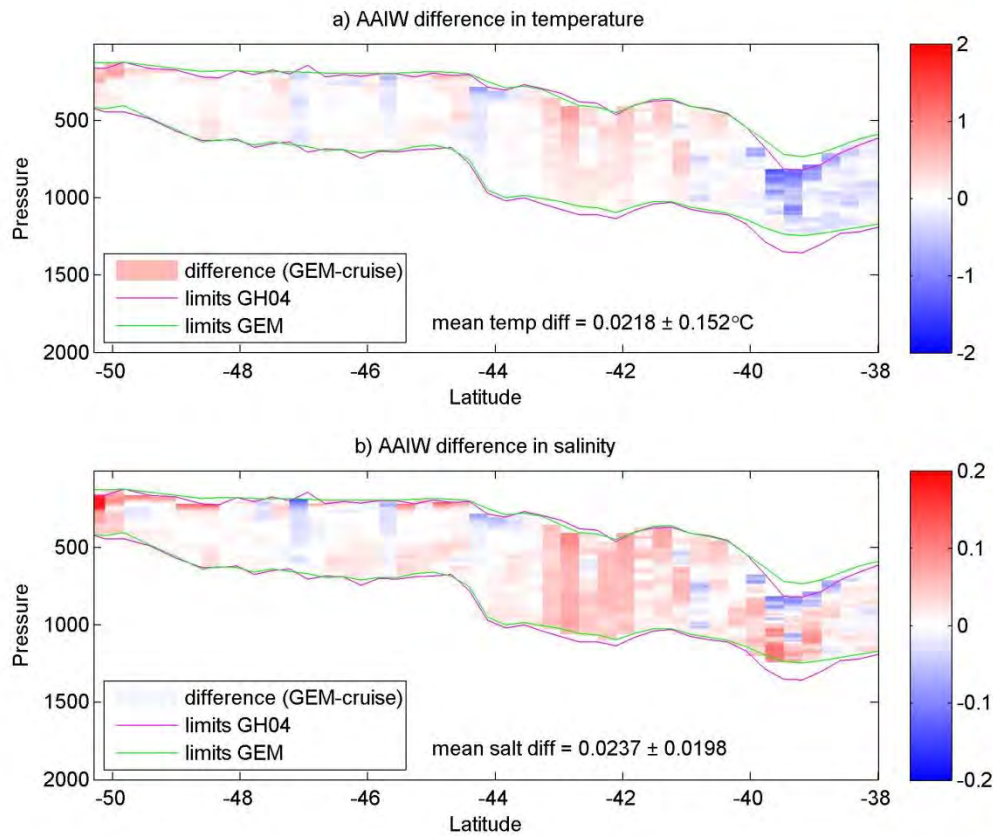 a) AAIW difference in temperature
Pressure
500
1000
1500
2000
difference (GEM-cruise)
limits GH04
limits GEM
mean temp diff = 0.0218 ± 0.152°C
-50 -48 -46 -44 -42 -40 -38
Latitude
2
1
0
-1
-2
b) AAIW difference in salinity
Pressure
500
1000
1500
2000
difference (GEM-cruise)
limits GH04
limits GEM
mean salt diff = 0.0237 ± 0.0198
-50 -48 -46 -44 -42 -40 -38
Latitude
0.2
0.1
0
-0.1
-0.2